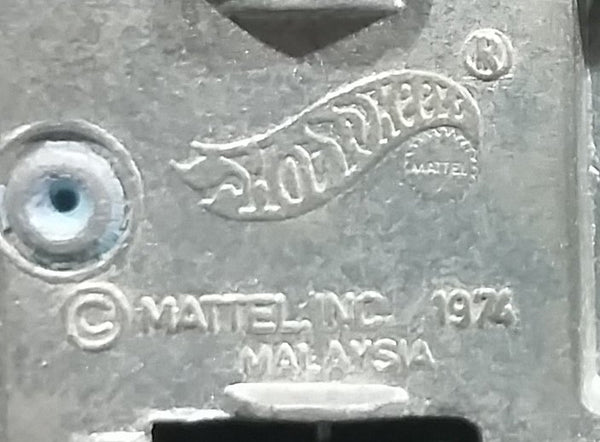 Hot Wheels ®
MATTEL
© MATTEL, INC. 1974
MALAYSIA